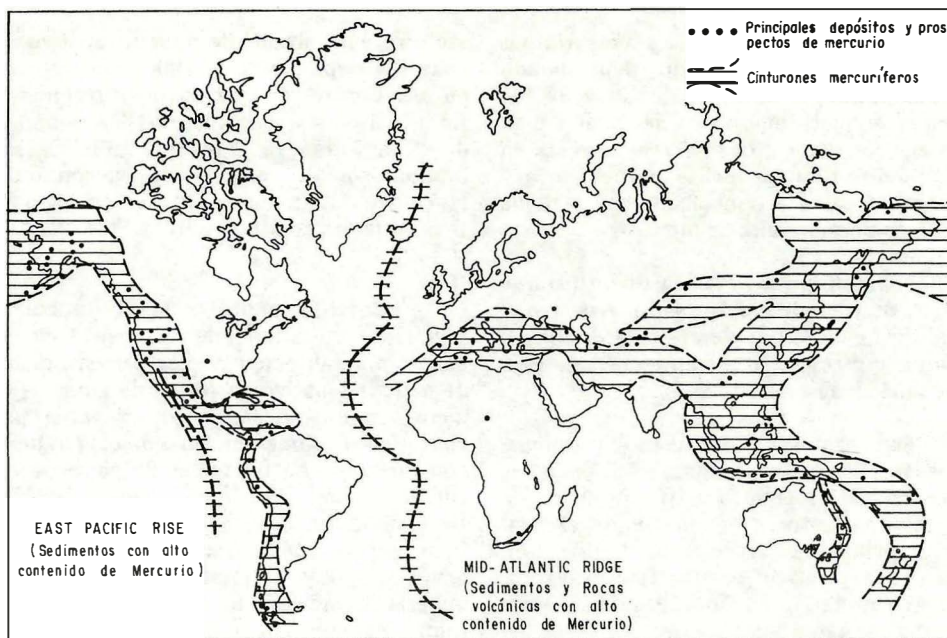 Principales depósitos y pros
pectos de mercurio
Cinturones mercuríferos
EAST PACIFIC RISE
(Sedimentos con alto
contenido de Mercurio)
MID-ATLANTIC RIDGE
(Sedimentos y Rocas
volcánicas con alto
contenido de Mercurio)